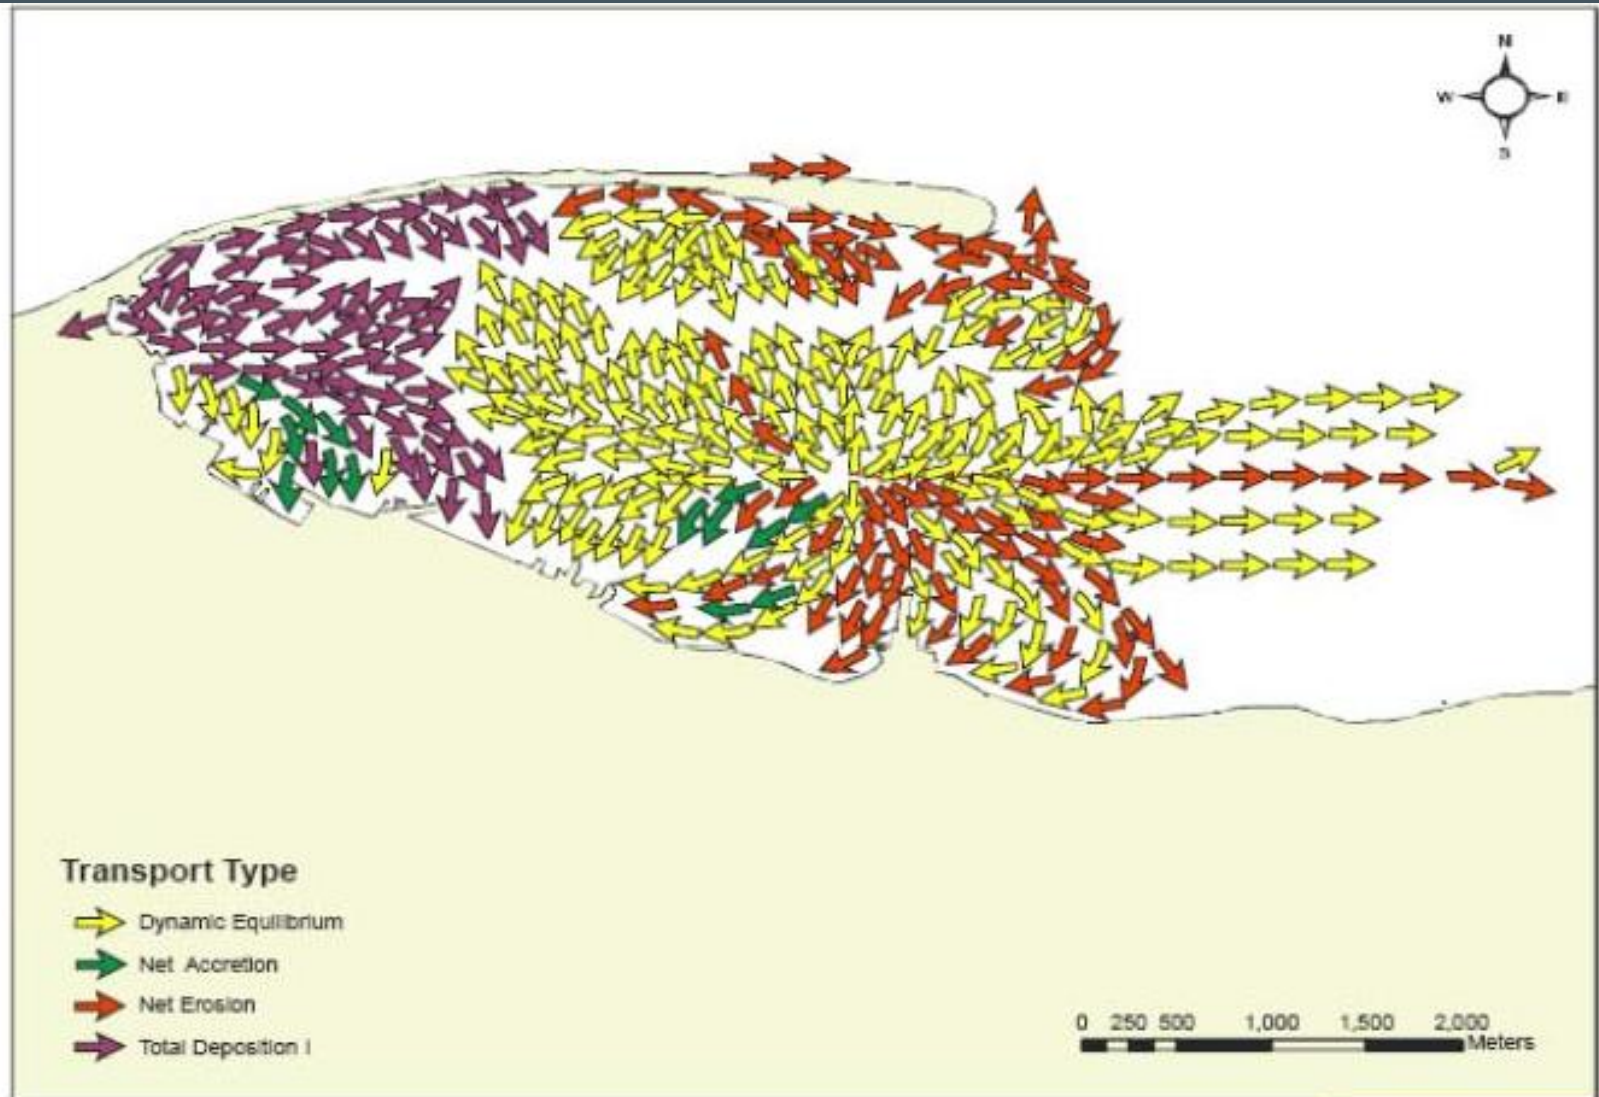 N
W E
S
Transport Type
Dynamic Equilibrium
Net Accretion
Net Erosion
Total Deposition I
0 250 500 1,000 1,500 2,000
Meters